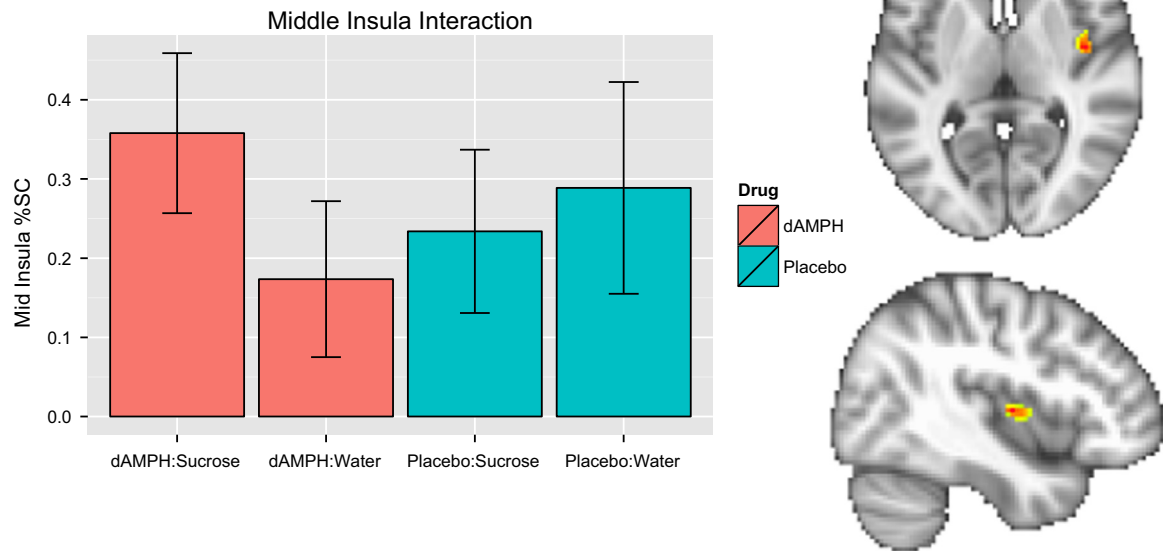 Middle Insula Interaction
Mid Insula %SC
0.4
0.3
0.2
0.1
0.0
dAMPH:Sucrose
dAMPH:Water
Placebo:Sucrose
Placebo:Water
Drug
dAMPH
Placebo